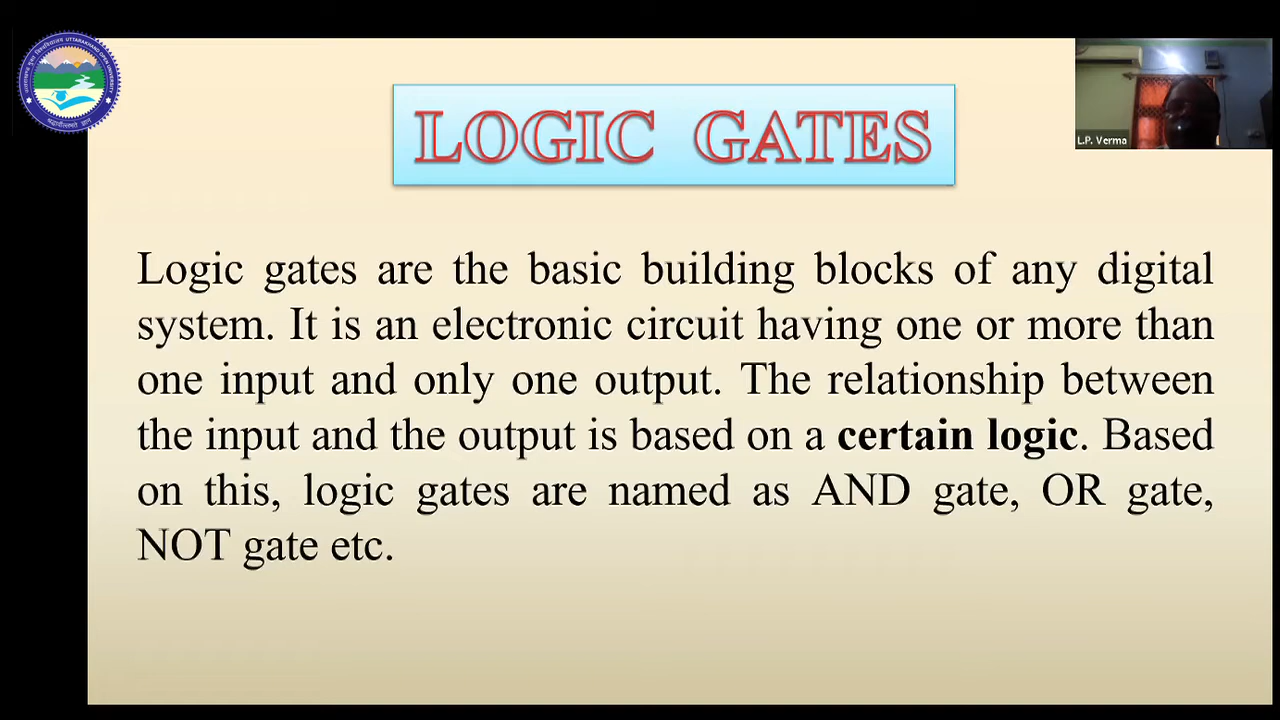 UTTARAKHAND OPEN UNIVERSITY
LOGIC GATES
L.P. Verma
Logic gates are the basic building blocks of any digital
system. It is an electronic circuit having one or more than
one input and only one output. The relationship between
the input and the output is based on a certain logic. Based
on this, logic gates are named as AND gate, OR gate,
NOT gate etc.